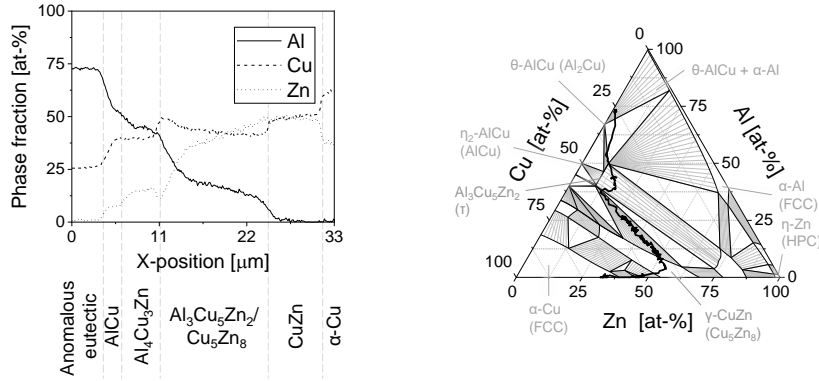 Phase fraction [at-%]
100
75
50
25
0
Al
Cu
Zn
0
11
22
33
X-position [µm]
Anomalous
eutectic
AlCu
Al₄Cu₃Zn
Al₃Cu₅Zn₂/
Cu₅Zn₈
CuZn
α-Cu
0
100
θ-AlCu (Al₂Cu)
θ-AlCu + α-Al
25
75
Cu [at-%]
Al [at-%]
η₂-AlCu
(AlCu)
50
50
Al₃Cu₅Zn₂
(τ)
α-Al
(FCC)
75
25
η-Zn
(HPC)
100
0
0
25
50
75
100
α-Cu
(FCC)
Zn [at-%]
γ-CuZn
(Cu₅Zn₈)